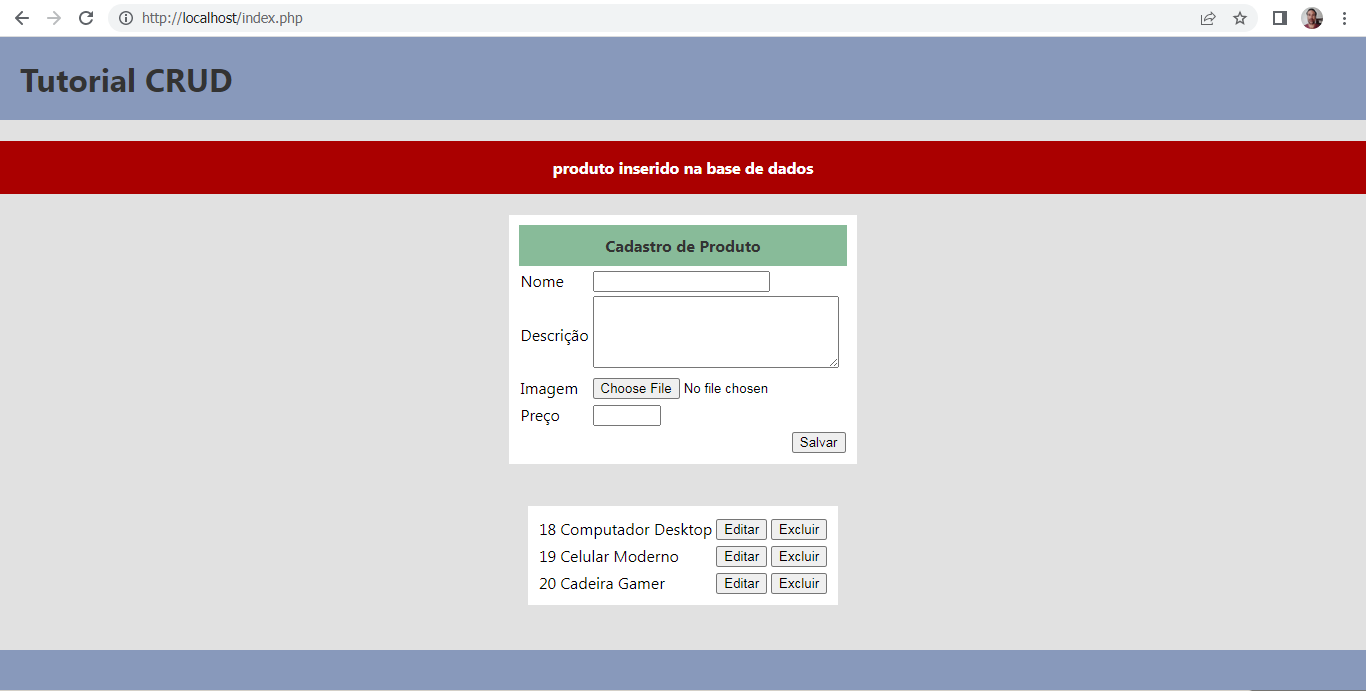 http://localhost/index.php
Tutorial CRUD
produto inserido na base de dados
Cadastro de Produto
Nome
Descrição
Imagem Choose File No file chosen
Preço
Salvar
18 Computador Desktop Editar Excluir
19 Celular Moderno Editar Excluir
20 Cadeira Gamer Editar Excluir